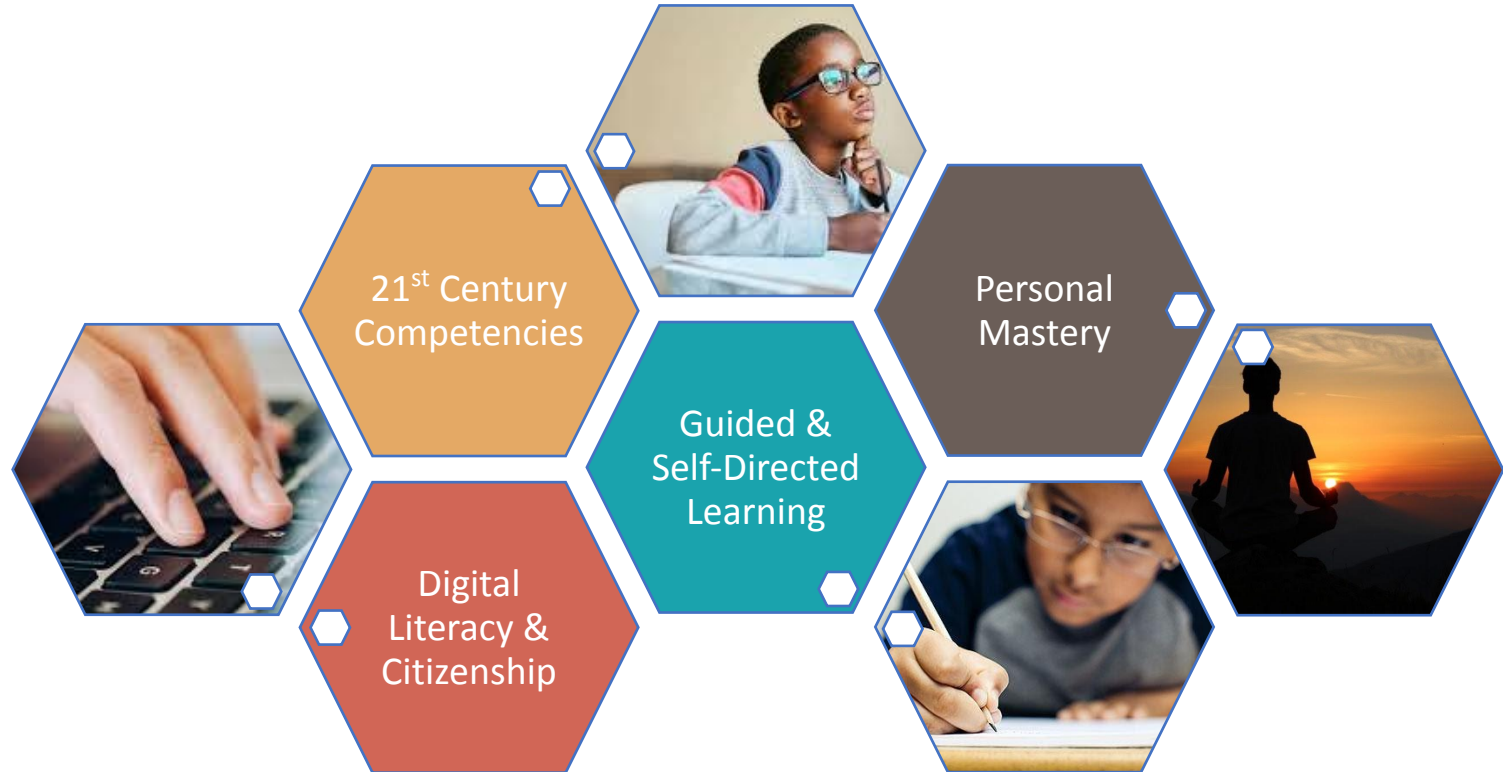 21st Century
Competencies
Personal
Mastery
Guided &
Self-Directed
Learning
Digital
Literacy &
Citizenship